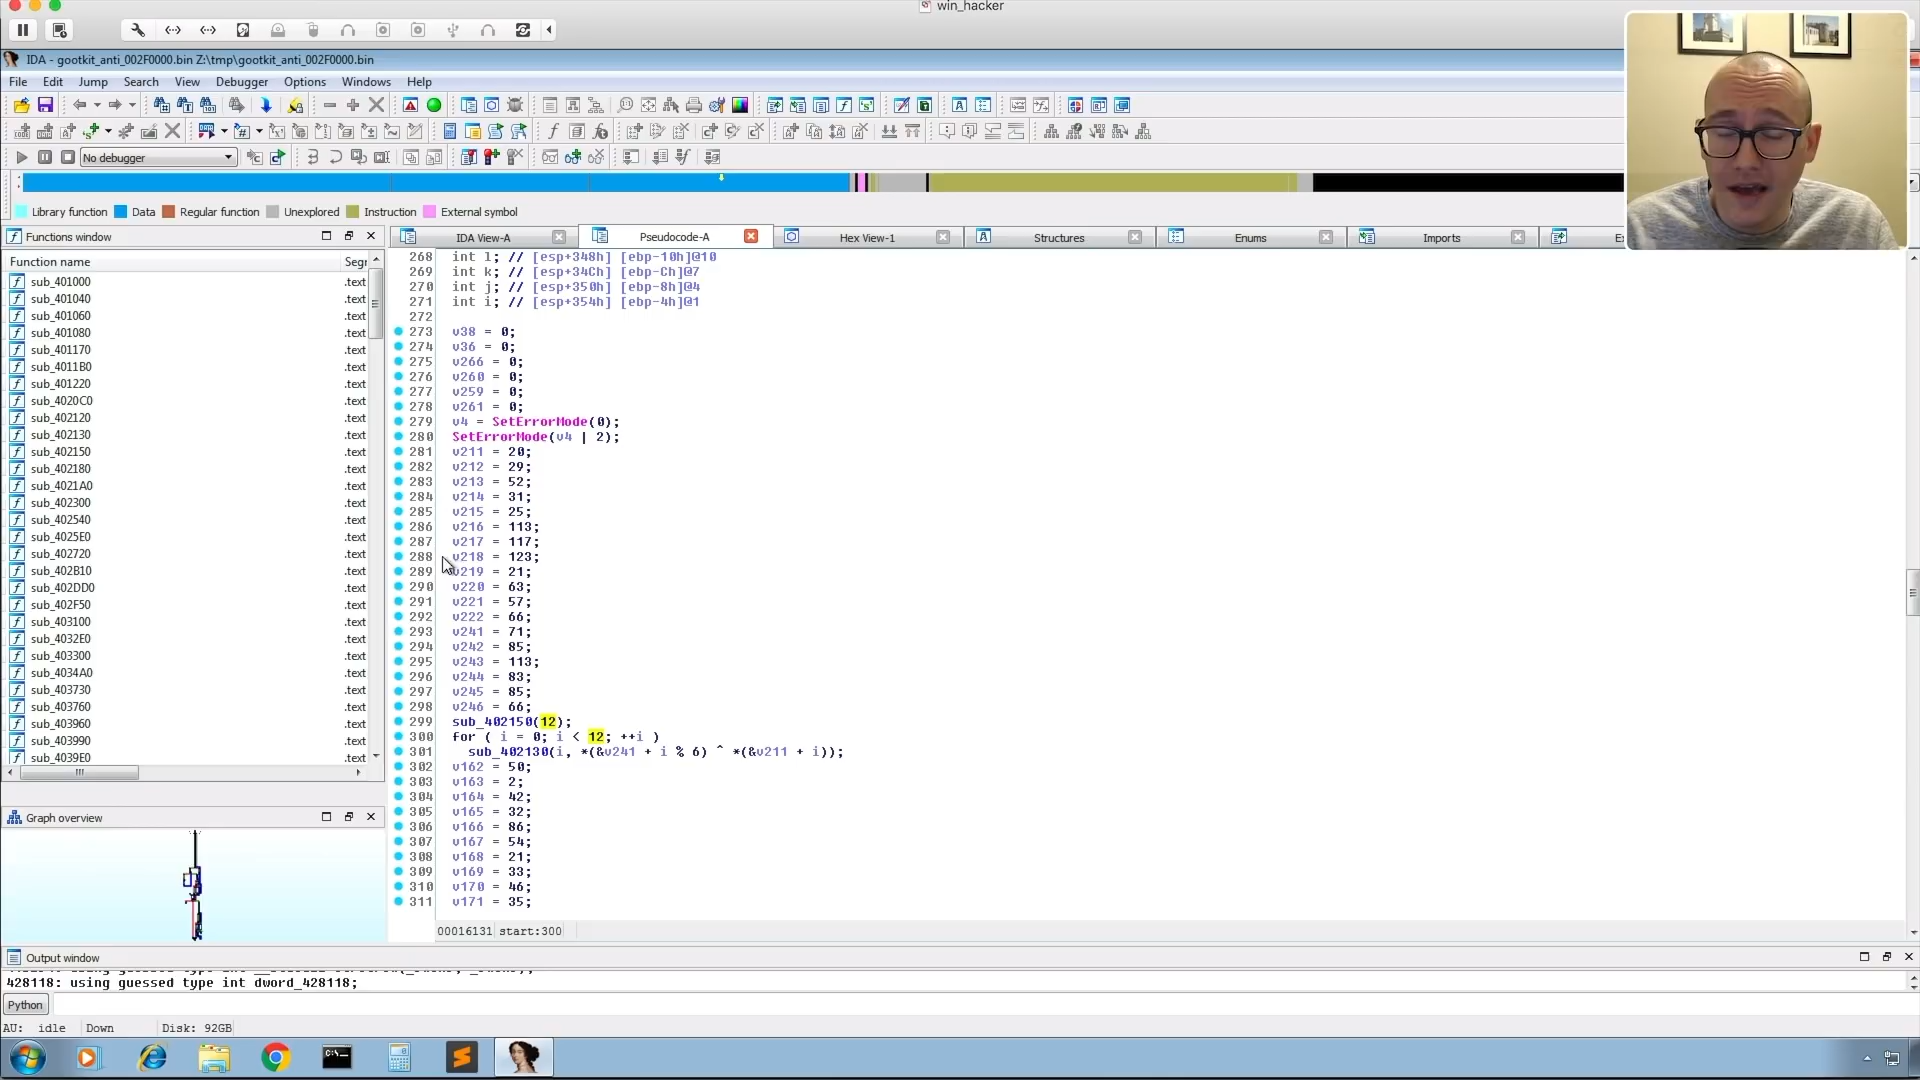 win_hacker
IDA - gootkit_anti_002F0000.bin Z:\tmp\gootkit_anti_002F0000.bin
File Edit Jump Search View Debugger Options Windows Help
No debugger
Library function Data Regular function Unexplored Instruction External symbol
Functions window
IDA View-A Pseudocode-A Hex View-1 Structures Enums Imports
Function name Segr
sub_401000 .text
sub_401040 .text
sub_401060 .text
sub_401080 .text
sub_401170 .text
sub_4011B0 .text
sub_401220 .text
sub_4020C0 .text
sub_402120 .text
sub_402130 .text
sub_402150 .text
sub_402180 .text
sub_4021A0 .text
sub_402300 .text
sub_402540 .text
sub_4025E0 .text
sub_402720 .text
sub_402B10 .text
sub_402DD0 .text
sub_402F50 .text
sub_403100 .text
sub_4032E0 .text
sub_403300 .text
sub_4034A0 .text
sub_403730 .text
sub_403760 .text
sub_403960 .text
sub_403990 .text
sub_4039E0 .text
268 int l; // [esp+348h] [ebp-10h]@10
269 int k; // [esp+34Ch] [ebp-Ch]@7
270 int j; // [esp+350h] [ebp-8h]@4
271 int i; // [esp+354h] [ebp-4h]@1
272
273 v38 = 0;
274 v36 = 0;
275 v266 = 0;
276 v260 = 0;
277 v259 = 0;
278 v261 = 0;
279 v4 = SetErrorMode(0);
280 SetErrorMode(v4 | 2);
281 v211 = 20;
282 v212 = 29;
283 v213 = 52;
284 v214 = 31;
285 v215 = 25;
286 v216 = 113;
287 v217 = 117;
288 v218 = 123;
289 v219 = 21;
290 v220 = 63;
291 v221 = 57;
292 v222 = 66;
293 v241 = 71;
294 v242 = 85;
295 v243 = 113;
296 v244 = 83;
297 v245 = 85;
298 v246 = 66;
299 sub_402150(12);
300 for ( i = 0; i < 12; ++i )
301 sub_402130(i, *(&v241 + i % 6) ^ *(&v211 + i));
302 v162 = 50;
303 v163 = 2;
304 v164 = 42;
305 v165 = 32;
306 v166 = 86;
307 v167 = 54;
308 v168 = 21;
309 v169 = 33;
310 v170 = 46;
311 v171 = 35;
00016131 start:300
Graph overview
Output window
428118: using guessed type int dword_428118;
Python
AU: idle Down Disk: 92GB